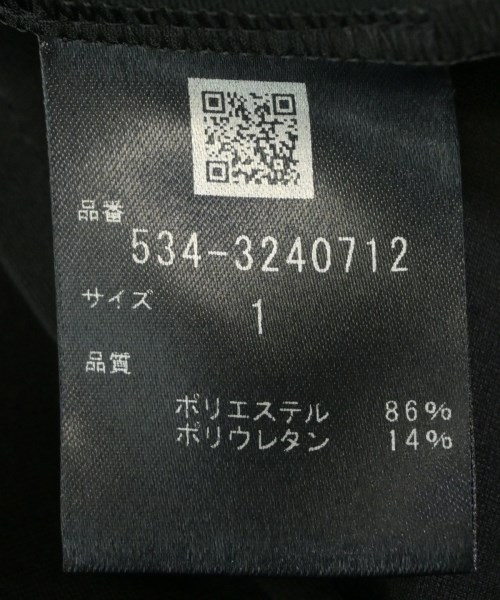 品番
534-3240712
サイズ
1
品質
ポリエステル 86%
ポリウレタン 14%